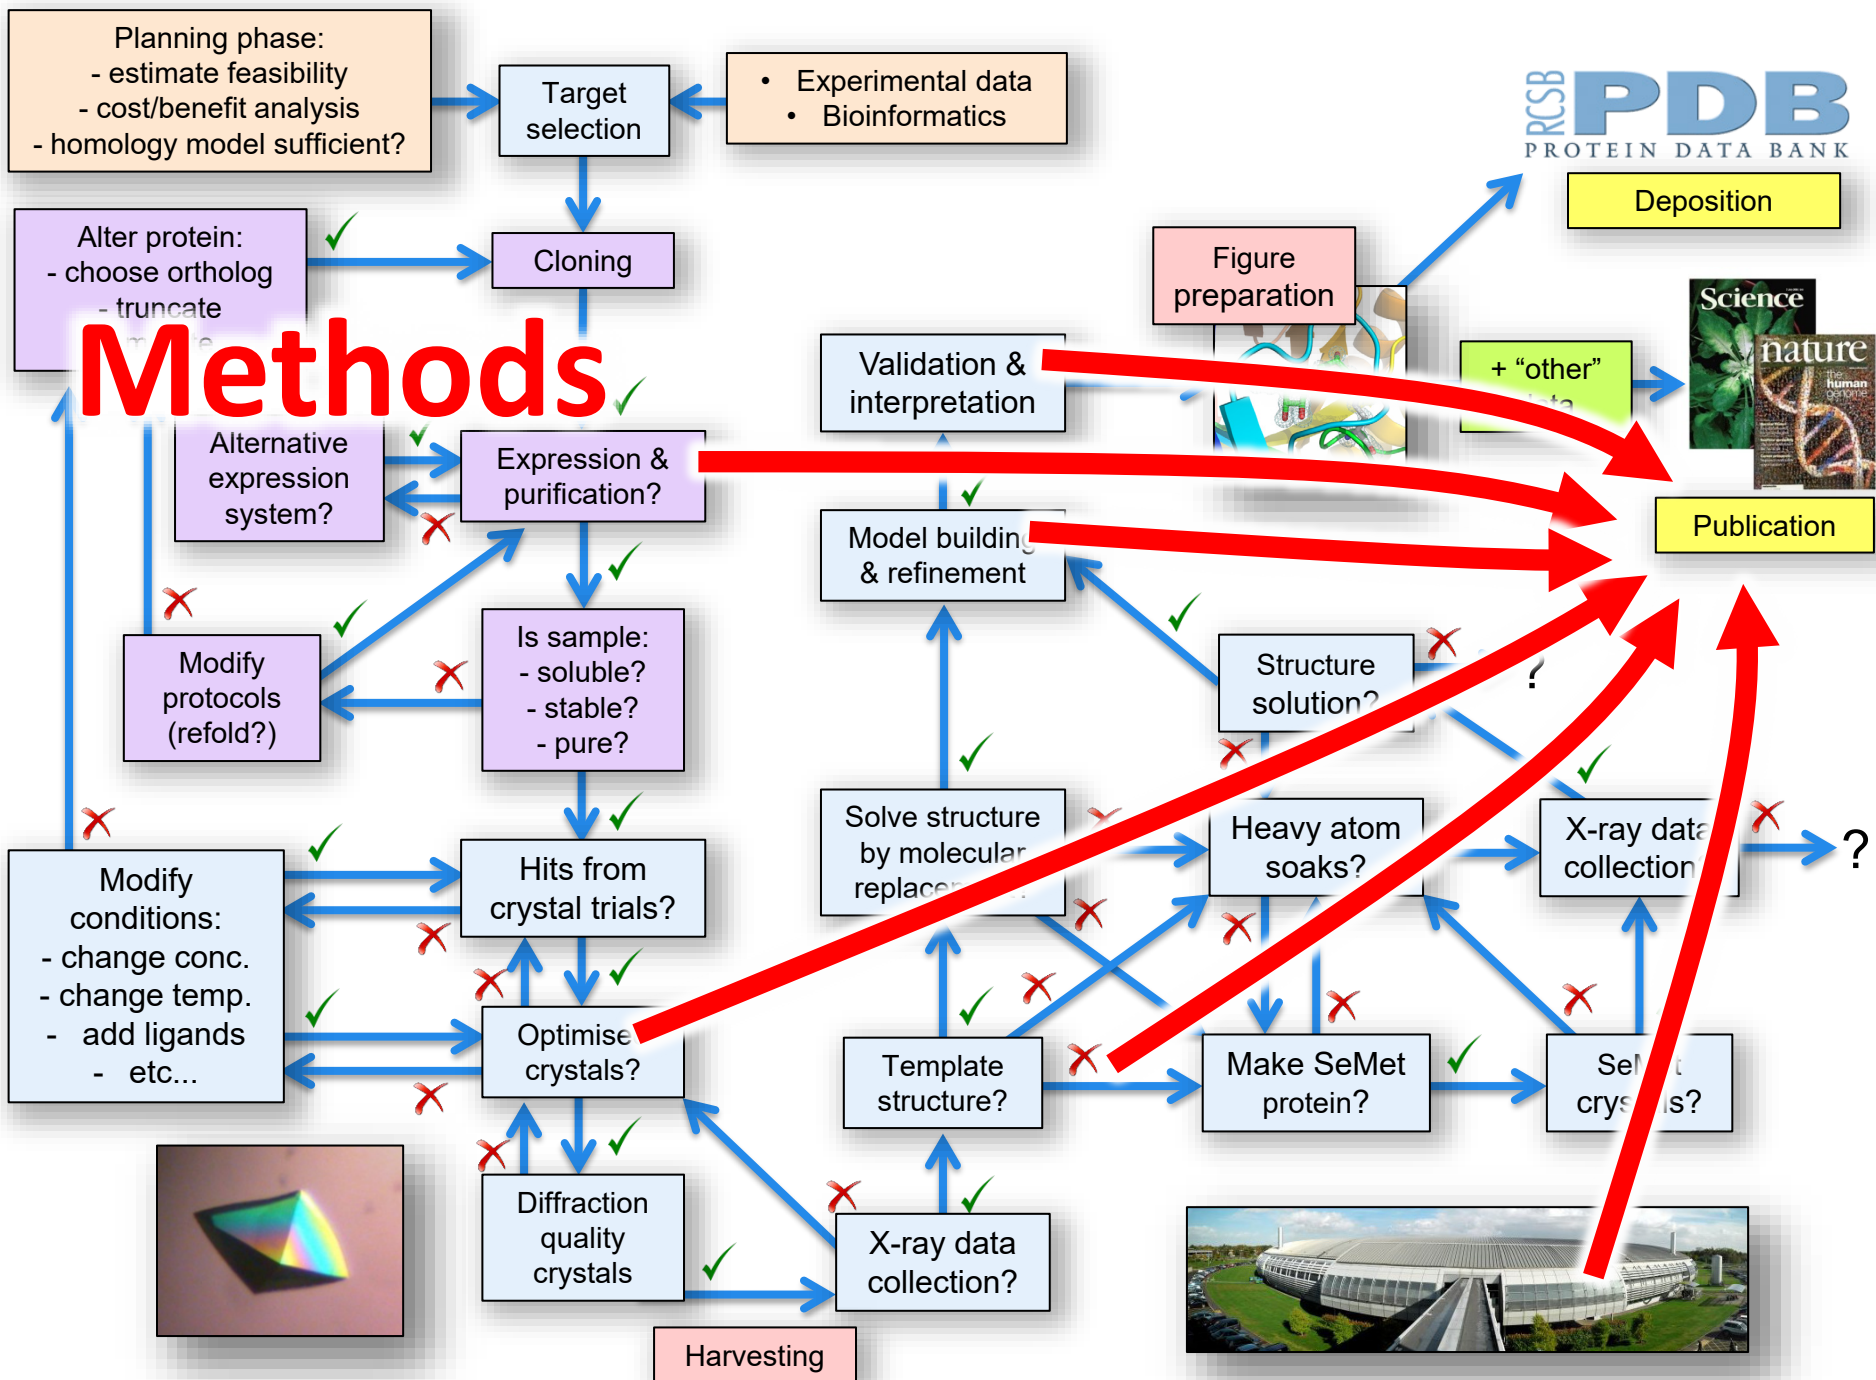 Planning phase:
- estimate feasibility
- cost/benefit analysis
- homology model sufficient?
Target
selection
• Experimental data
• Bioinformatics
RCSB
PDB
PROTEIN DATA BANK
Deposition
Alter protein:
- choose ortholog
- truncate
Cloning
Methods
Figure
preparation
Science
nature
the
human
genome
Validation &
interpretation
+ “other”
Publication
Alternative
expression
system?
Expression &
purification?
Model building
& refinement
Modify
protocols
(refold?)
Is sample:
- soluble?
- stable?
- pure?
Structure
solution?
?
Modify
conditions:
- change conc.
- change temp.
- add ligands
- etc...
Hits from
crystal trials?
Solve structure
by molecular
Heavy atom
soaks?
X-ray data
collection?
?
Optimise
crystals?
Template
structure?
Make SeMet
protein?
SeMet
crystals?
Diffraction
quality
crystals
X-ray data
collection?
Harvesting